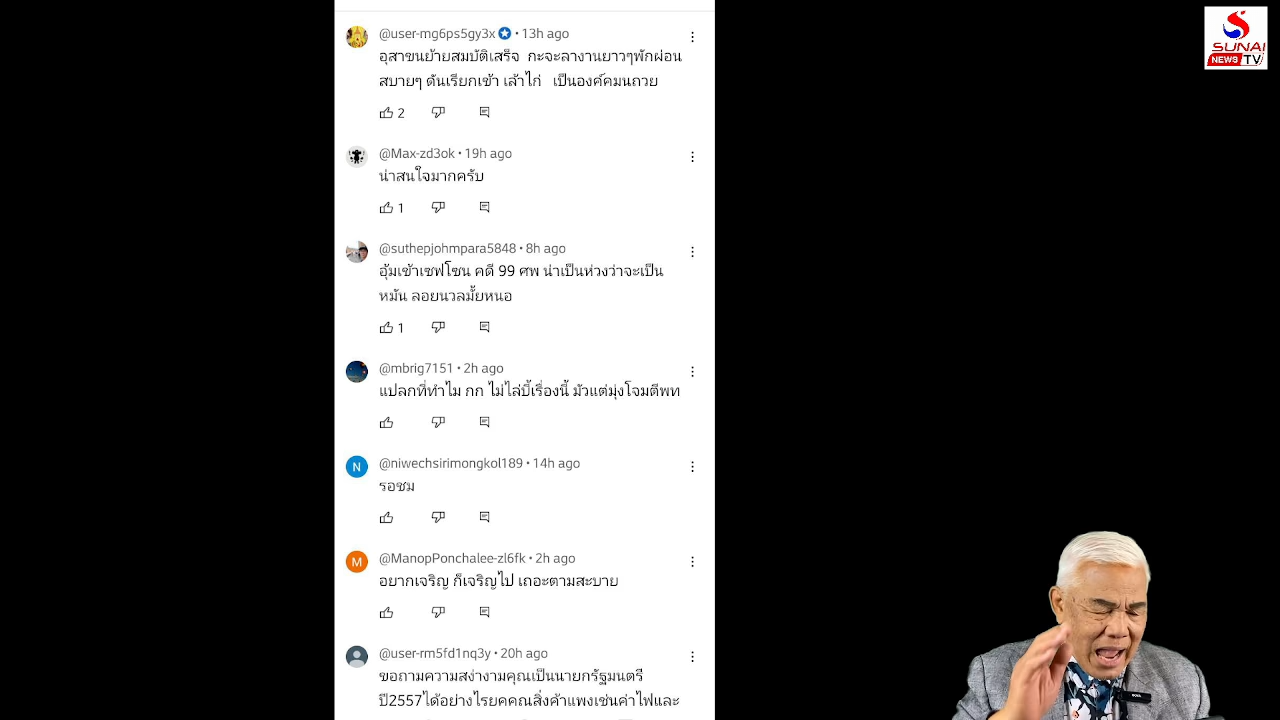 @user-mg6ps5gy3x • 13h ago
อุสาขนย้ายสมบัติเสร็จ กะจะลางานยาวๆพักผ่อน
สบายๆ ดันเรียกเข้า เล้าไก่ เป็นองค์คมนถวย
2
@Max-zd3ok • 19h ago
น่าสนใจมากครับ
1
@suthepjohmpara5848 • 8h ago
อุ้มเข้าเซฟโซน คดี 99 ศพ น่าเป็นห่วงว่าจะเป็น
หมัน ลอยนวลมั้ยหนอ
1
@mbrig7151 • 2h ago
แปลกที่ทำไม กก ไม่ไล่บี้เรื่องนี้ มัวแต่มุ่งโจมตีพท
N
@niwechsirimongkol189 • 14h ago
รอชม
M
@ManopPonchalee-zl6fk • 2h ago
อยากเจริญ ก็เจริญไป เถอะตามสะบาย
@user-rm5fd1nq3y • 20h ago
ขอถามความสง่างามคุณเป็นนายกรัฐมนตรี
ปี2557ได้อย่างไรยคคณสิ่งค้าแพงเช่นค่าไฟและ
SUNAI
NEWS TV